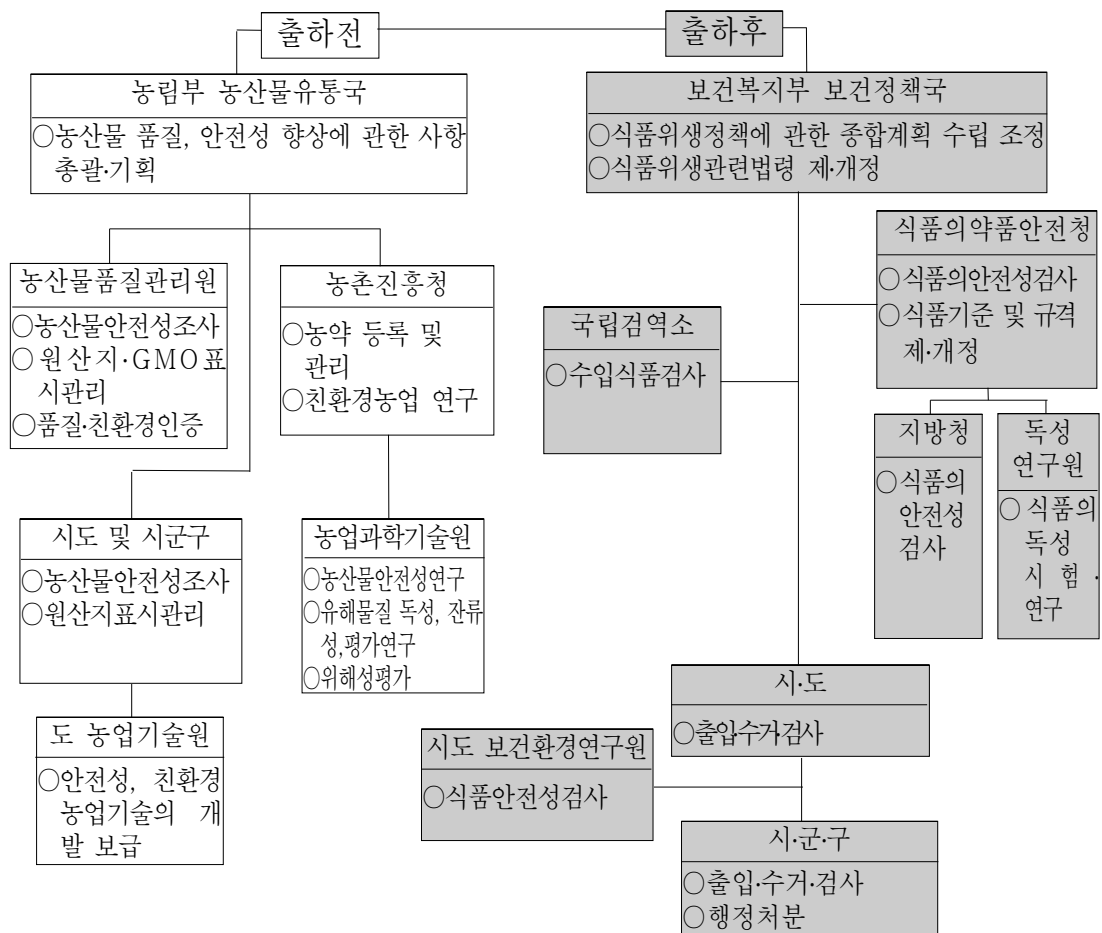 출하전
출하후
농림부 농산물유통국
○농산물 품질, 안전성 향상에 관한 사항
총괄·기획
보건복지부 보건정책국
○식품위생정책에 관한 종합계획 수립 조정
○식품위생관련법령 제·개정
농산물품질관리원
○농산물안전성조사
○원산지·GMO표
시관리
○품질·친환경인증
농촌진흥청
○농약 등록 및
관리
○친환경농업 연구
국립검역소
○수입식품검사
식품의약품안전청
○식품의안전성검사
○식품기준 및 규격
제·개정
지방청
○식품의
안전성
검사
독성
연구원
○식품의
독성
시험·
연구
시도 및 시군구
○농산물안전성조사
○원산지표시관리
농업과학기술원
○농산물안전성연구
○유해물질 독성, 잔류
성,평가연구
○위해성평가
도 농업기술원
○안전성, 친환경
농업기술의 개
발 보급
시·도
○출입·수거·검사
시도 보건환경연구원
○식품안전성검사
시·군·구
○출입·수거·검사
○행정처분